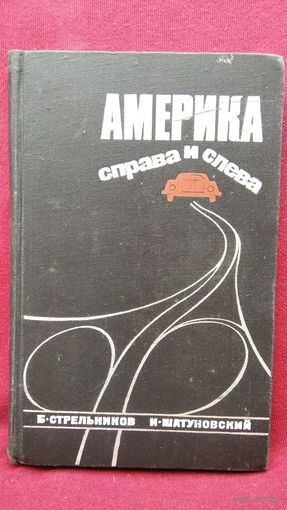 АМЕРИКА
справа и слева
Б·СТРЕЛЬНИКОВ И·ШАТУНОВСКИЙ